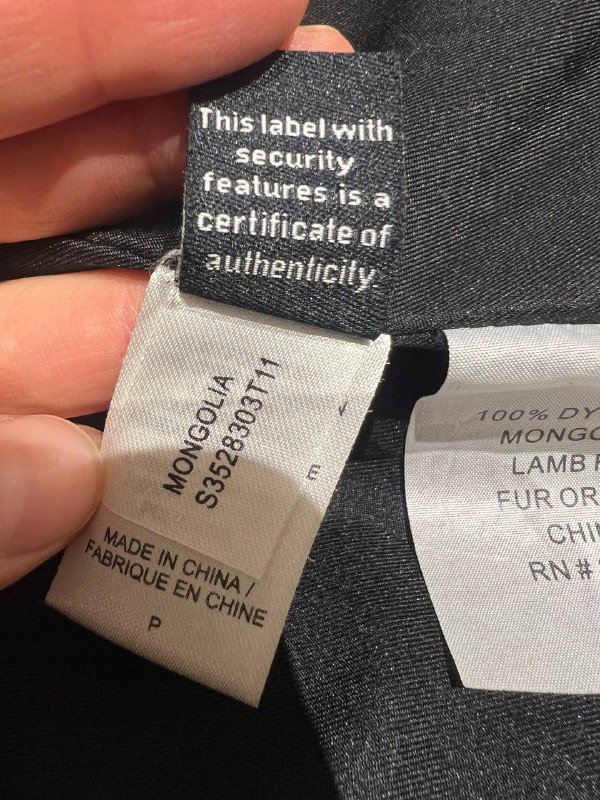 This label with
security
features is a
certificate of
authenticity.
MONGOLIA
S3528303T11
E
MADE IN CHINA /
FABRIQUE EN CHINE
P
100% DY
MONGO
LAMB
FUR OR
CHI
RN #